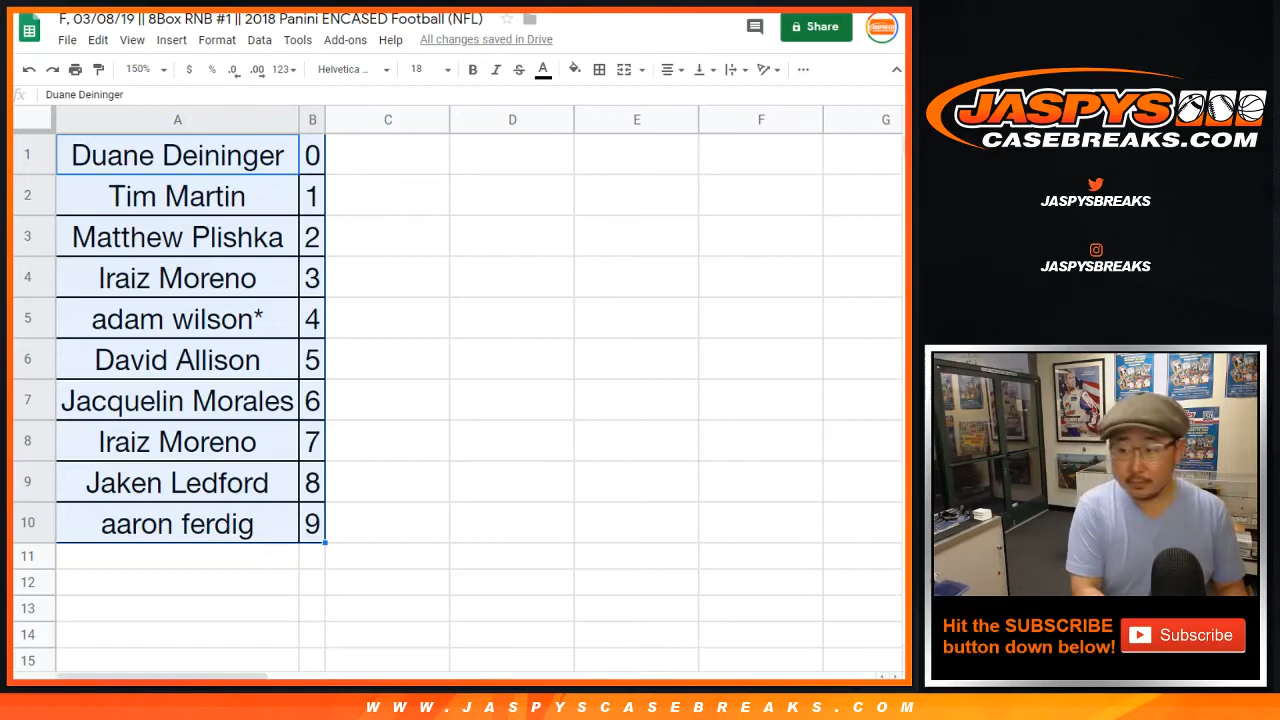 F, 03/08/19 || 8Box RNB #1 || 2018 Panini ENCASED Football (NFL)
Share
File Edit View Insert Format Data Tools Add-ons Help All changes saved in Drive
150% $ % .0 .00 123 Helvetica ... 18 B I S A
fx Duane Deininger
A B C D E F G
1 Duane Deininger 0
2 Tim Martin 1
3 Matthew Plishka 2
4 Iraiz Moreno 3
5 adam wilson* 4
6 David Allison 5
7 Jacquelin Morales 6
8 Iraiz Moreno 7
9 Jaken Ledford 8
10 aaron ferdig 9
11
12
13
14
15
JASPYS
CASEBREAKS.COM
JASPYSBREAKS
JASPYSBREAKS
Hit the SUBSCRIBE
button down below!
Subscribe
WWW.JASPYSCASEBREAKS.COM